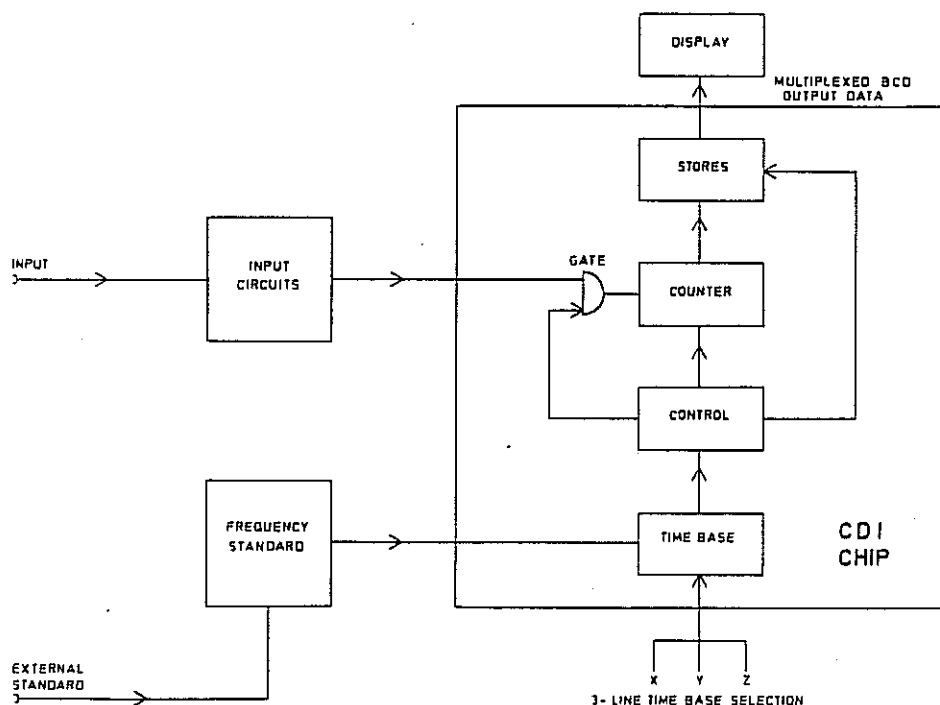 DISPLAY
MULTIPLEXED BCD
OUTPUT DATA
STORES
INPUT
INPUT
CIRCUITS
GATE
COUNTER
CONTROL
FREQUENCY
STANDARD
TIME BASE
CDI
CHIP
EXTERNAL
STANDARD
X Y Z
3- LINE TIME BASE SELECTION